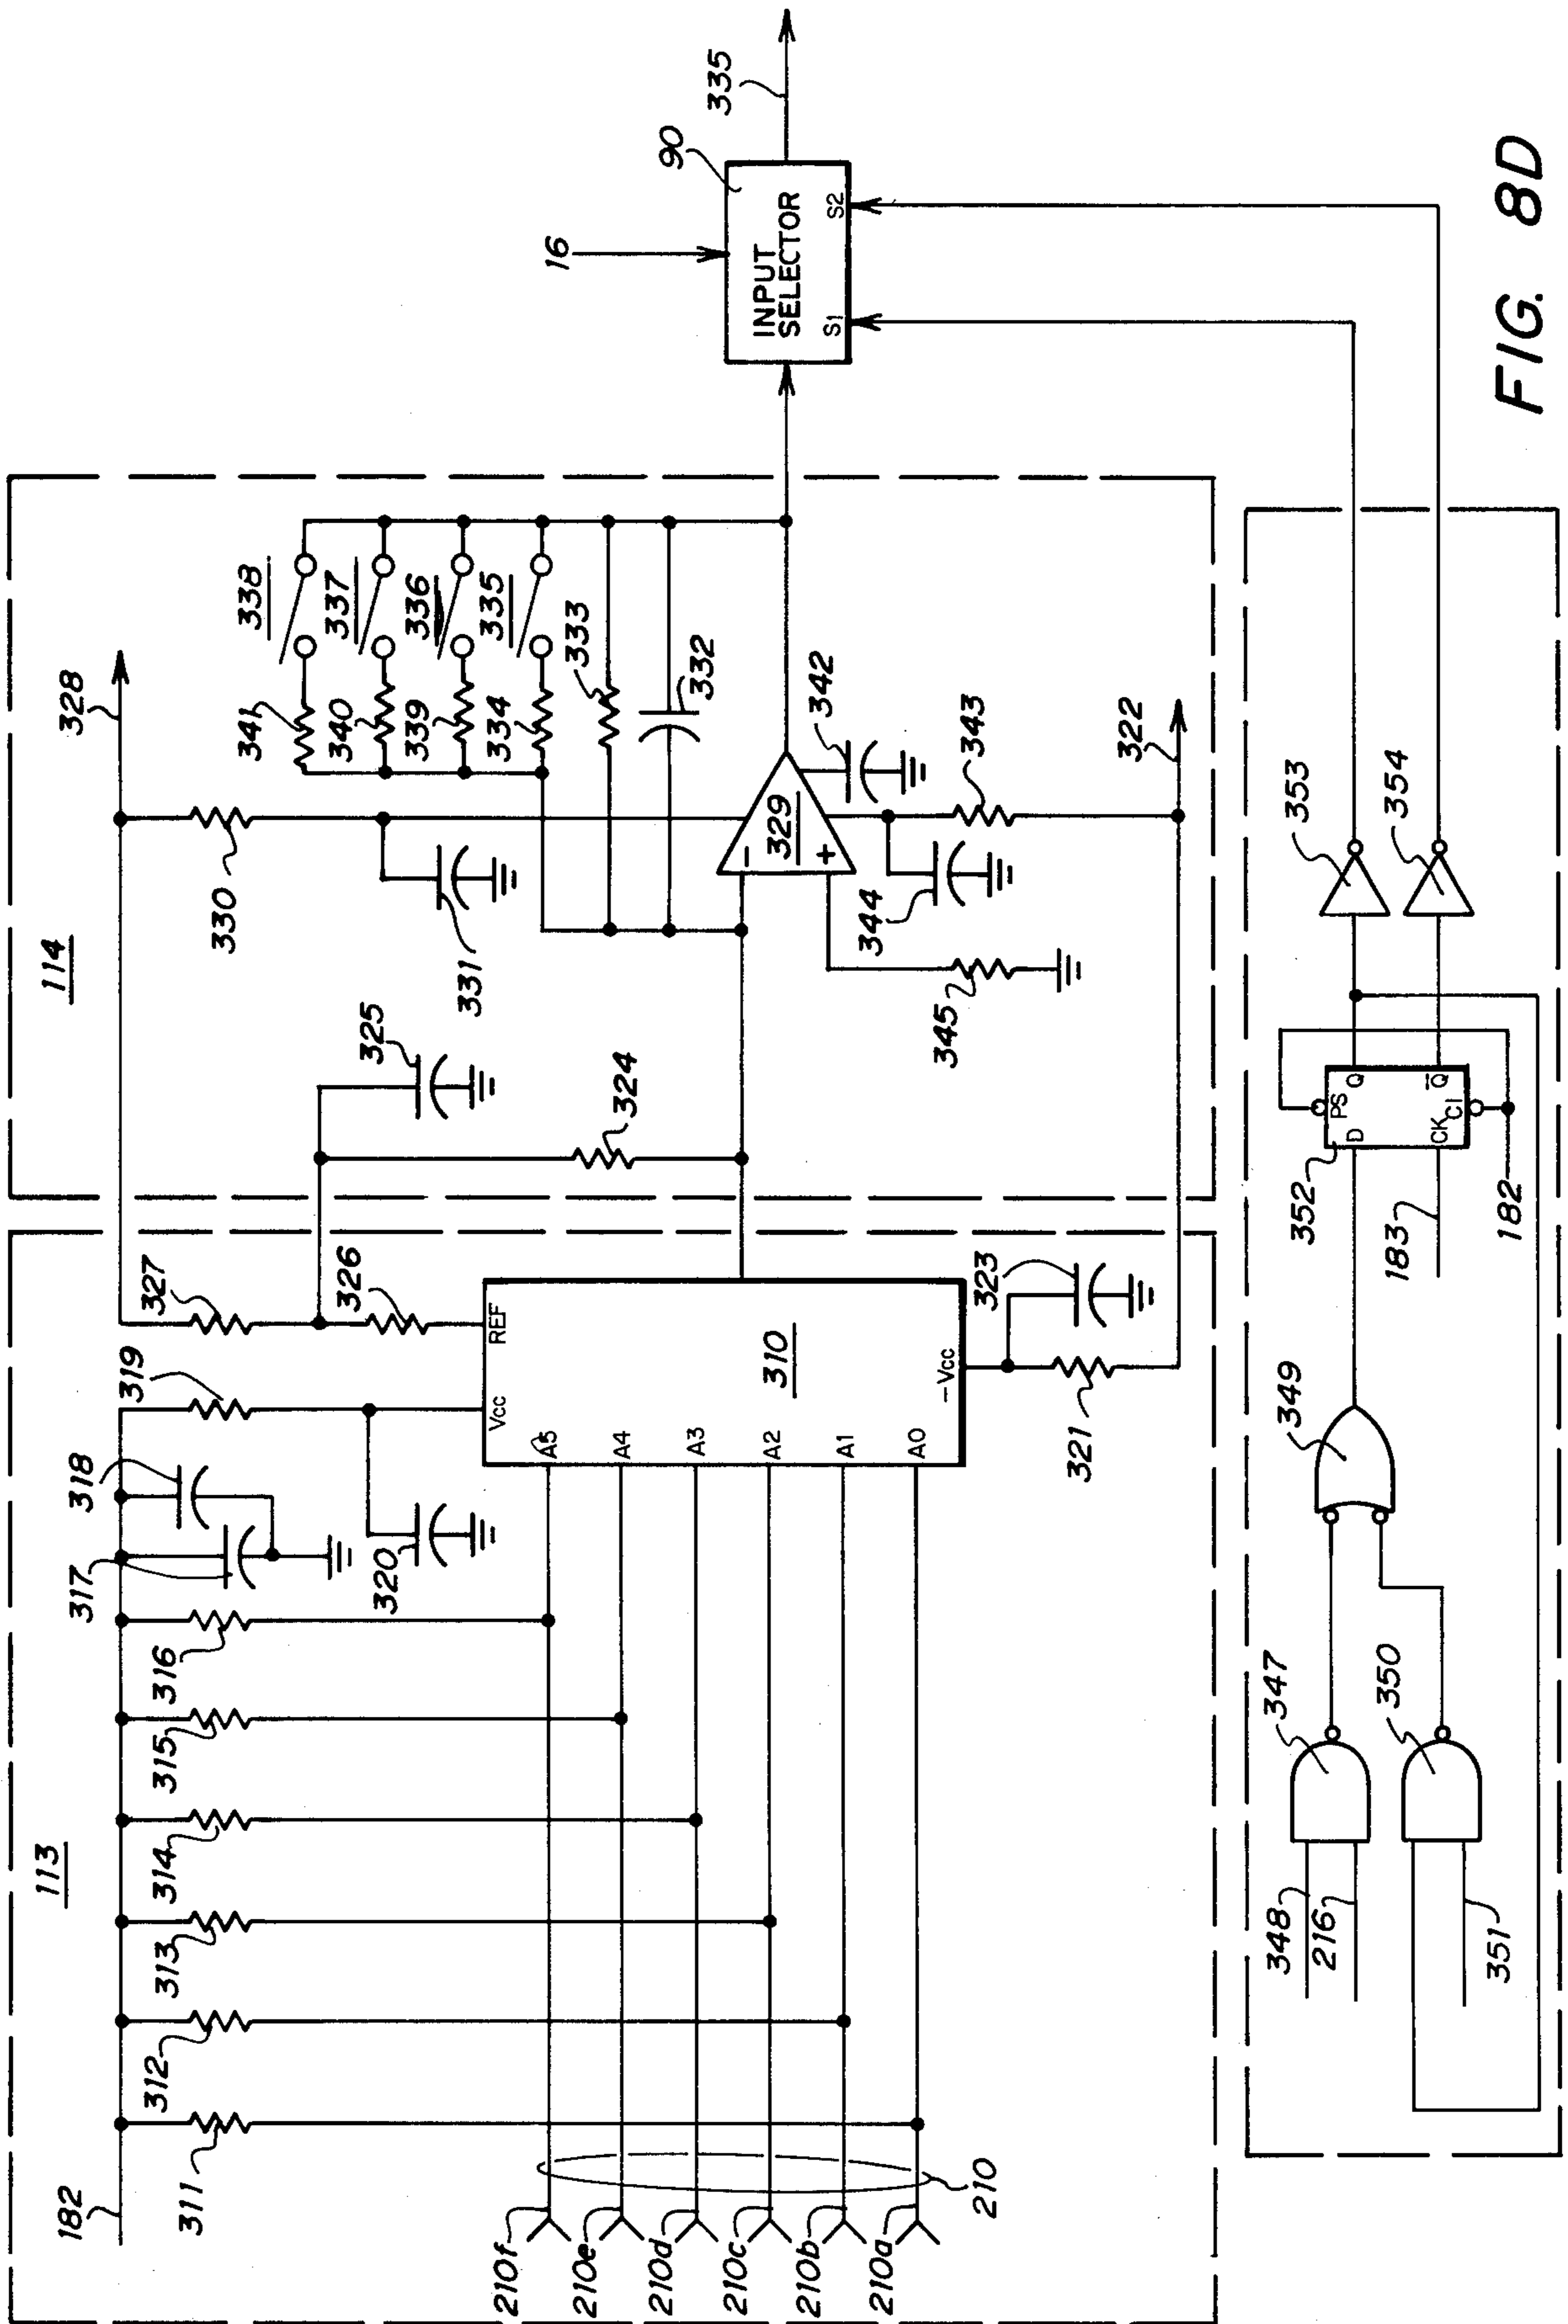 113
114
182
311
312
313
314
315
316
317
318
319
320
327
326
328
330
331
325
324
338
337
336
335
341
340
339
334
333
332
329
−
+
342
343
344
345
322
323
321
310
Vcc
REF
−Vcc
A5
A4
A3
A2
A1
A0
210f
210e
210d
210c
210b
210a
210
16
90
INPUT
SELECTOR
S1
S2
335
348
216
347
350
351
349
352
PS
D
Q
CK
Q̅
Cl
183
182
353
354
FIG. 8D